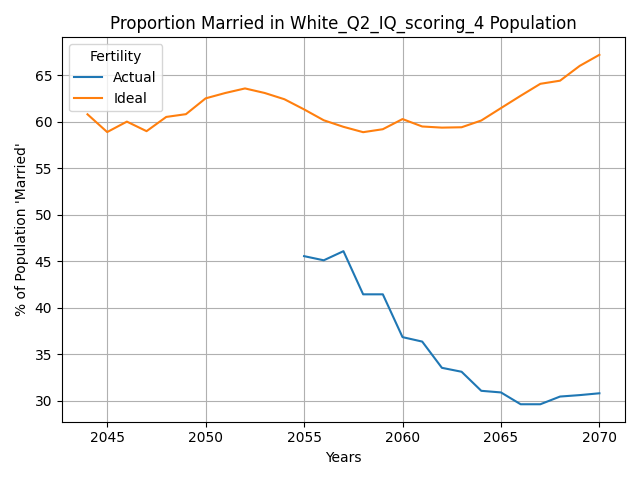 Proportion Married in White_Q2_IQ_scoring_4 Population
Fertility
Actual
Ideal
% of Population 'Married'
65
60
55
50
45
40
35
30
2045
2050
2055
2060
2065
2070
Years